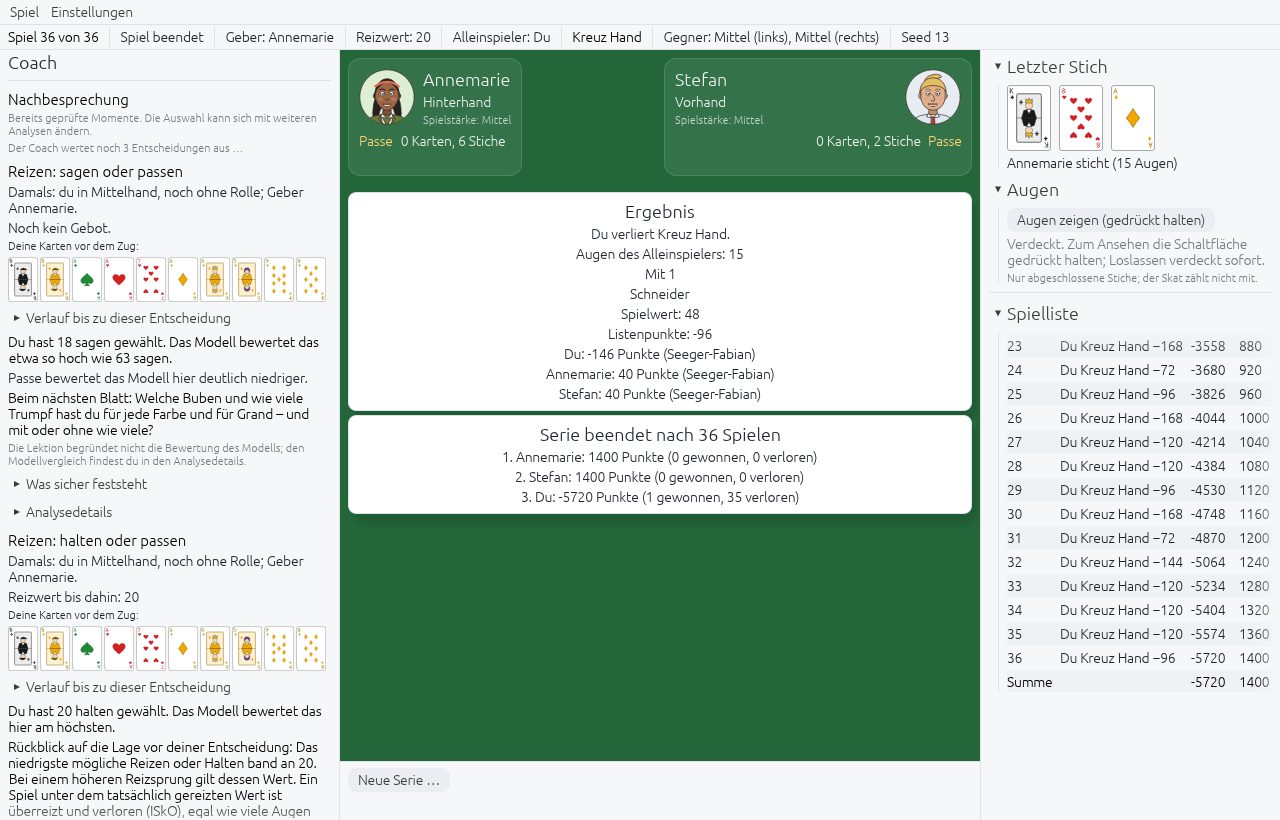 Spiel Einstellungen
Spiel 36 von 36 Spiel beendet Geber: Annemarie Reizwert: 20 Alleinspieler: Du Kreuz Hand Gegner: Mittel (links), Mittel (rechts) Seed 13
Coach
Nachbesprechung
Bereits geprüfte Momente. Die Auswahl kann sich mit weiteren
Analysen ändern.
Der Coach wertet noch 3 Entscheidungen aus …
Reizen: sagen oder passen
Damals: du in Mittelhand, noch ohne Rolle; Geber
Annemarie.
Noch kein Gebot.
Deine Karten vor dem Zug:
Verlauf bis zu dieser Entscheidung
Du hast 18 sagen gewählt. Das Modell bewertet das
etwa so hoch wie 63 sagen.
Passe bewertet das Modell hier deutlich niedriger.
Beim nächsten Blatt: Welche Buben und wie viele
Trumpf hast du für jede Farbe und für Grand – und
mit oder ohne wie viele?
Die Lektion begründet nicht die Bewertung des Modells; den
Modellvergleich findest du in den Analysedetails.
Was sicher feststeht
Analysedetails
Reizen: halten oder passen
Damals: du in Mittelhand, noch ohne Rolle; Geber
Annemarie.
Reizwert bis dahin: 20
Deine Karten vor dem Zug:
Verlauf bis zu dieser Entscheidung
Du hast 20 halten gewählt. Das Modell bewertet das
hier am höchsten.
Rückblick auf die Lage vor deiner Entscheidung: Das
niedrigste mögliche Reizen oder Halten band an 20.
Bei einem höheren Reizsprung gilt dessen Wert. Ein
Spiel unter dem tatsächlich gereizten Wert ist
überreizt und verloren (ISkO), egal wie viele Augen
Annemarie
Hinterhand
Spielstärke: Mittel
Passe 0 Karten, 6 Stiche
Stefan
Vorhand
Spielstärke: Mittel
0 Karten, 2 Stiche Passe
Ergebnis
Du verliert Kreuz Hand.
Augen des Alleinspielers: 15
Mit 1
Schneider
Spielwert: 48
Listenpunkte: -96
Du: -146 Punkte (Seeger-Fabian)
Annemarie: 40 Punkte (Seeger-Fabian)
Stefan: 40 Punkte (Seeger-Fabian)
Serie beendet nach 36 Spielen
1. Annemarie: 1400 Punkte (0 gewonnen, 0 verloren)
2. Stefan: 1400 Punkte (0 gewonnen, 0 verloren)
3. Du: -5720 Punkte (1 gewonnen, 35 verloren)
Neue Serie …
Letzter Stich
K 8 A
Annemarie sticht (15 Augen)
Augen
Augen zeigen (gedrückt halten)
Verdeckt. Zum Ansehen die Schaltfläche
gedrückt halten; Loslassen verdeckt sofort.
Nur abgeschlossene Stiche; der Skat zählt nicht mit.
Spielliste
23 Du Kreuz Hand −168 -3558 880
24 Du Kreuz Hand −72 -3680 920
25 Du Kreuz Hand −96 -3826 960
26 Du Kreuz Hand −168 -4044 1000
27 Du Kreuz Hand −120 -4214 1040
28 Du Kreuz Hand −120 -4384 1080
29 Du Kreuz Hand −96 -4530 1120
30 Du Kreuz Hand −168 -4748 1160
31 Du Kreuz Hand −72 -4870 1200
32 Du Kreuz Hand −144 -5064 1240
33 Du Kreuz Hand −120 -5234 1280
34 Du Kreuz Hand −120 -5404 1320
35 Du Kreuz Hand −120 -5574 1360
36 Du Kreuz Hand −96 -5720 1400
Summe -5720 1400